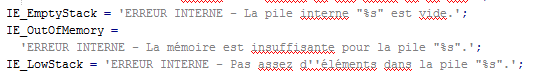 IE_EmptyStack = 'ERREUR INTERNE - La pile interne "%s" est vide.';
IE_OutOfMemory =
'ERREUR INTERNE - La mémoire est insuffisante pour la pile "%s".';
IE_LowStack = 'ERREUR INTERNE - Pas assez d''éléments dans la pile "%s".';